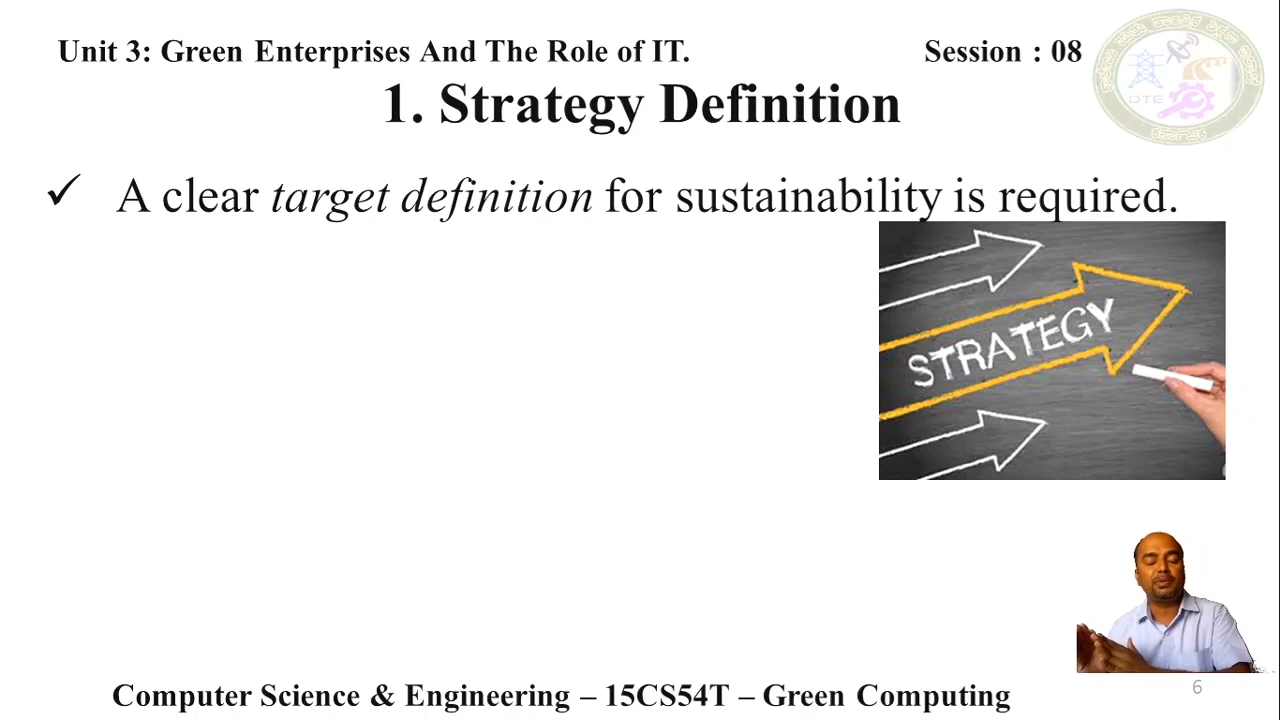 Unit 3: Green Enterprises And The Role of IT. Session : 08
1. Strategy Definition
✓ A clear target definition for sustainability is required.
STRATEGY
DTE
Computer Science & Engineering – 15CS54T – Green Computing
6